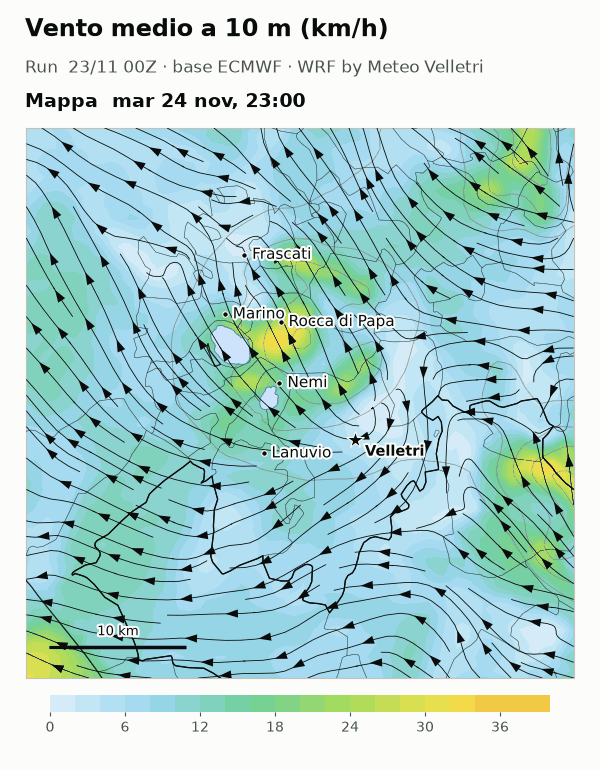 Vento medio a 10 m (km/h)
Run  23/11 00Z · base ECMWF · WRF by Meteo Velletri
Mappa  mar 24 nov, 23:00
Frascati
Marino
Rocca di Papa
Nemi
Velletri
Lanuvio
10 km
0 6 12 18 24 30 36